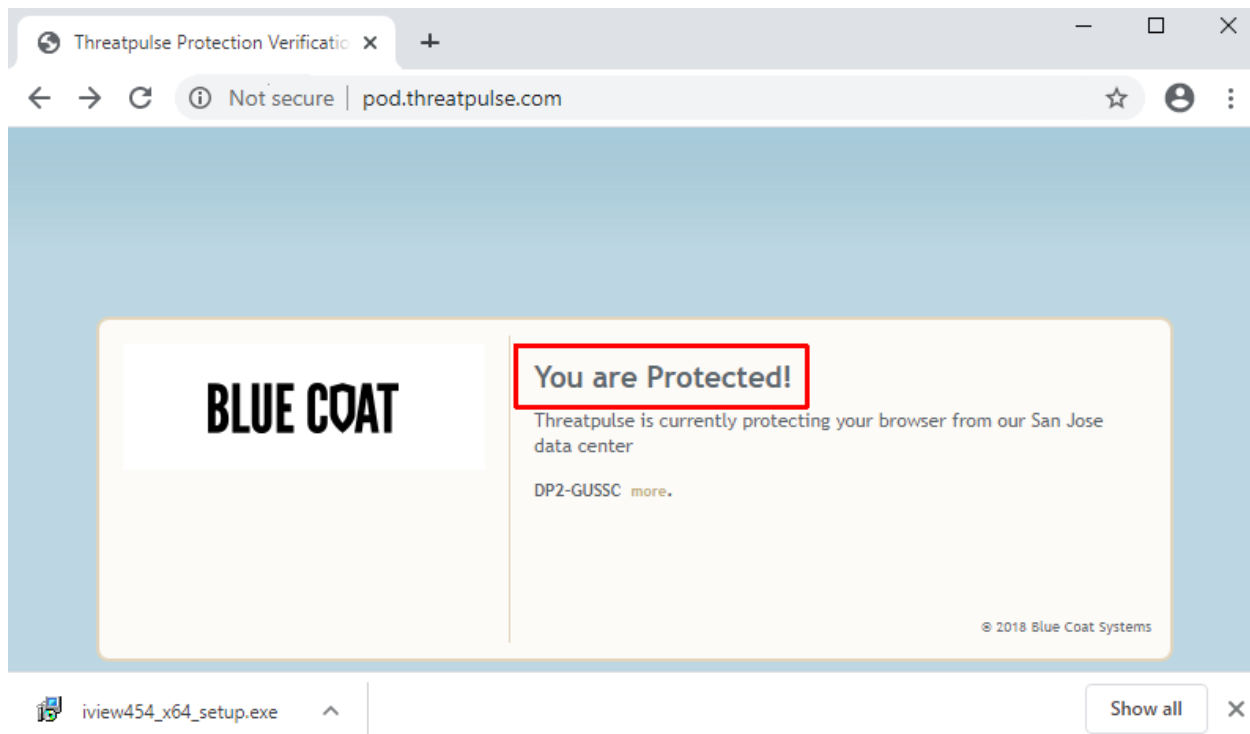 Threatpulse Protection Verificatio
Not secure | pod.threatpulse.com
BLUE COAT
You are Protected!
Threatpulse is currently protecting your browser from our San Jose
data center
DP2-GUSSC more.
© 2018 Blue Coat Systems
iview454_x64_setup.exe
Show all